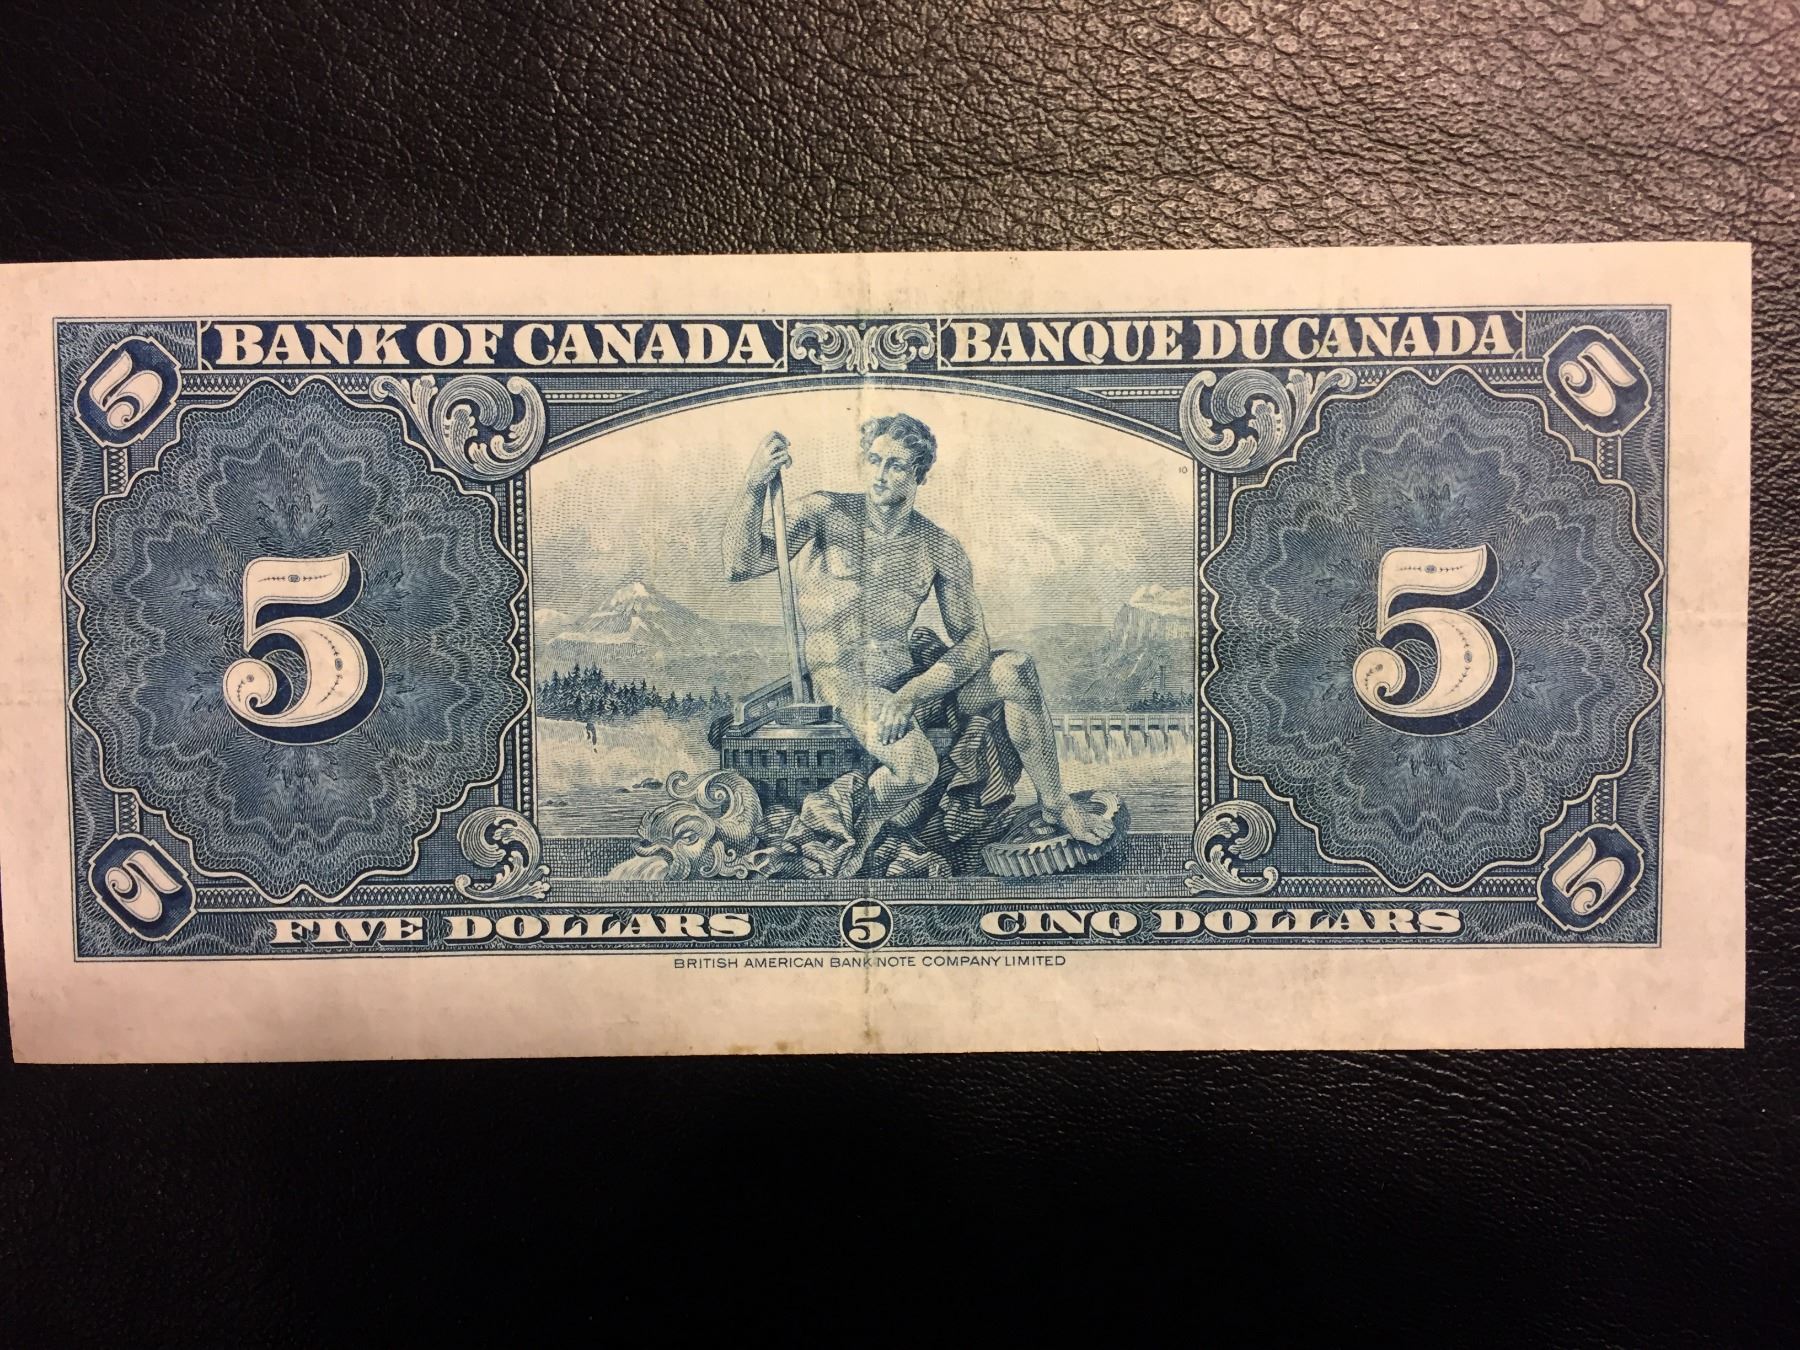 5 BANK OF CANADA BANQUE DU CANADA 5
10
5 5
5 FIVE DOLLARS 5 CINQ DOLLARS 5
BRITISH AMERICAN BANK NOTE COMPANY LIMITED